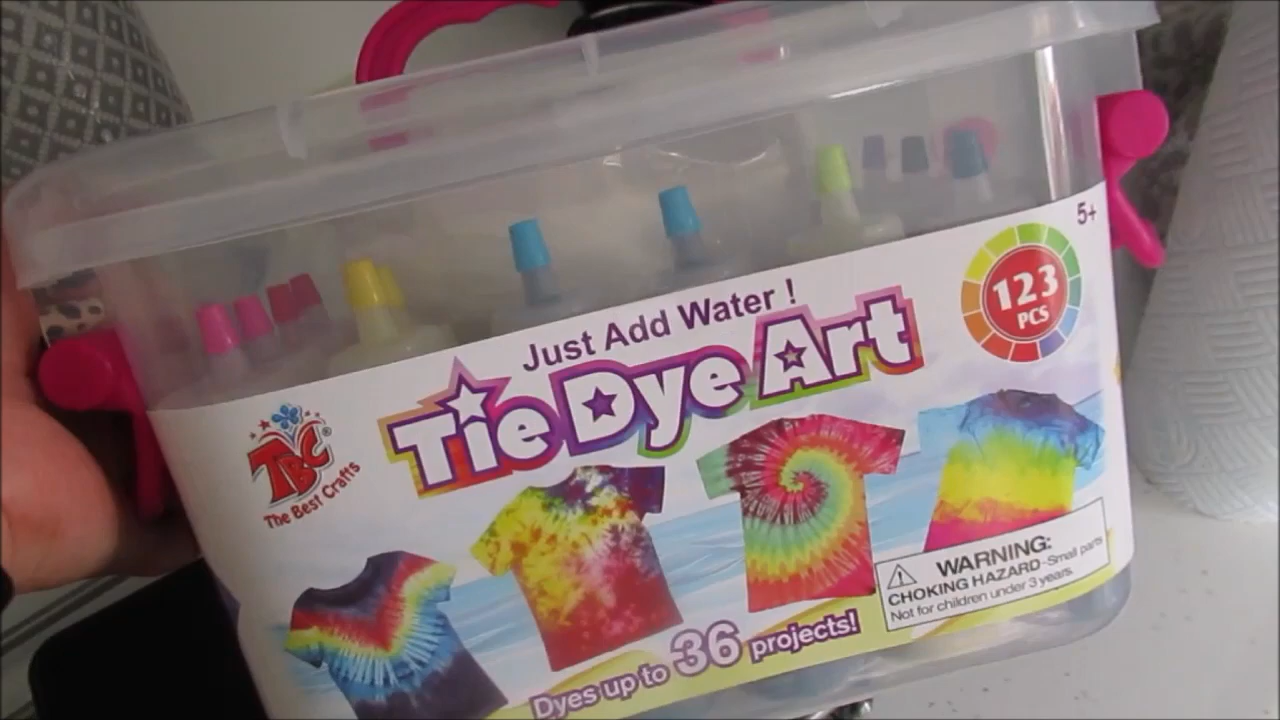 5+
123
PCS
Just Add Water !
Tie Dye Art
TBC®
The Best Crafts
WARNING:
CHOKING HAZARD-Small parts
Not for children under 3 years.
Dyes up to 36 projects!